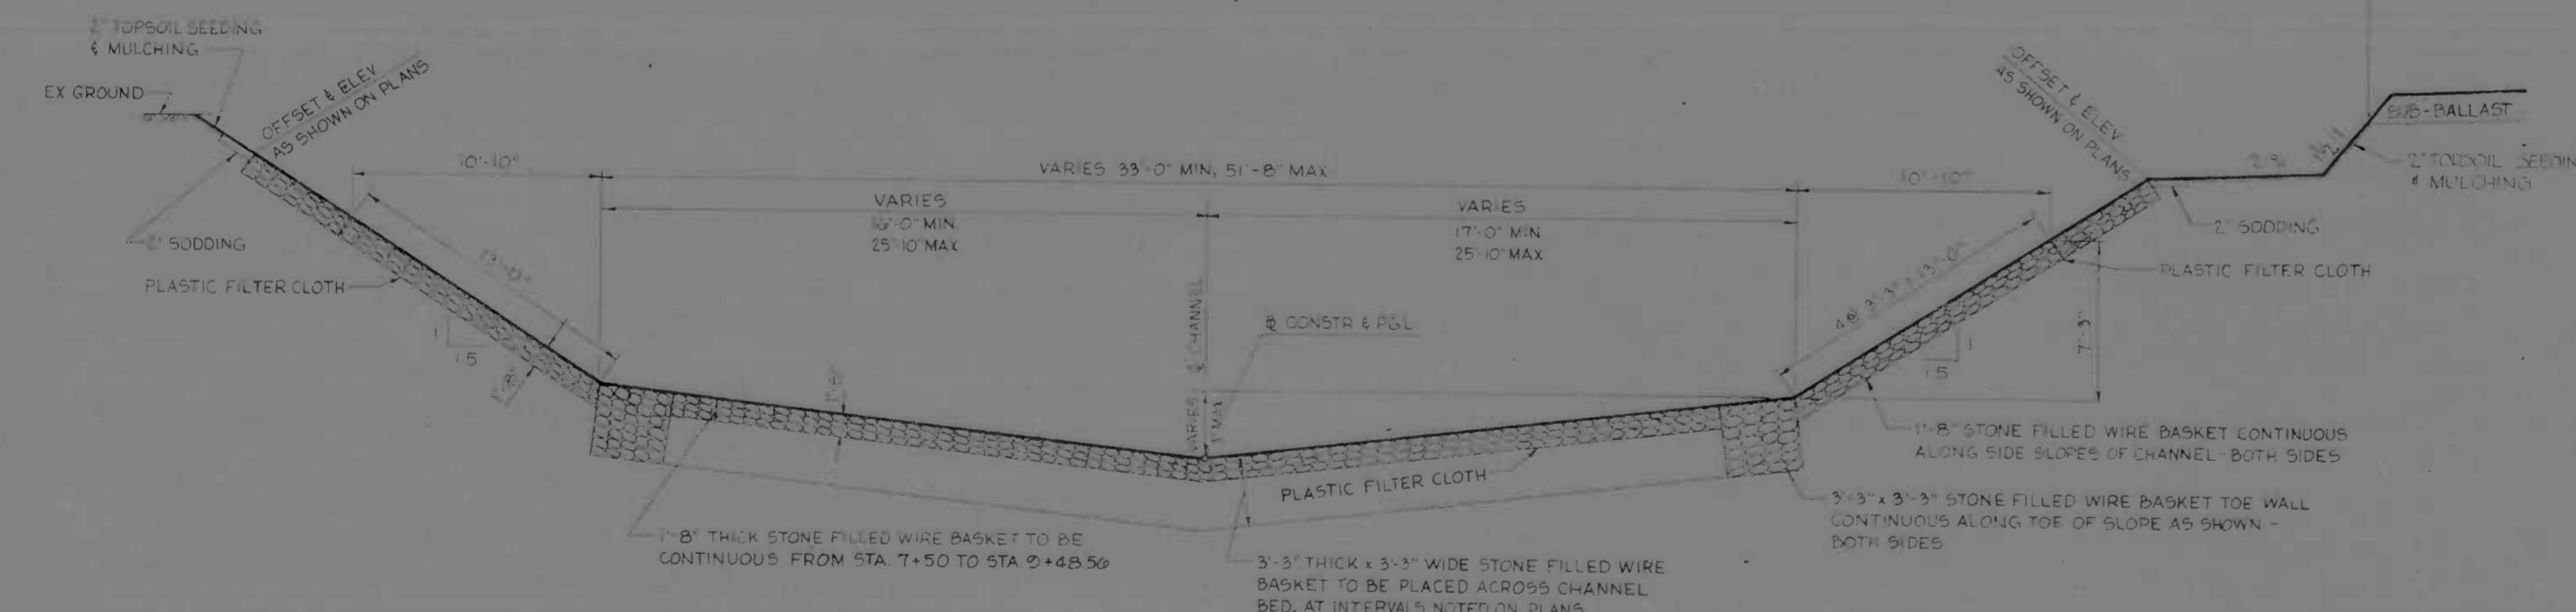 2" TOPSOIL SEEDING
& MULCHING
EX GROUND
OFFSET & ELEV
AS SHOWN ON PLANS
10'-10"
VARIES 33'-0" MIN, 51'-8" MAX
10'-10"
OFFSET & ELEV
AS SHOWN ON PLANS
SUB-BALLAST
2" TOPSOIL SEEDIN
& MULCHING
VARIES
16'-0" MIN
25'-10" MAX
VARIES
17'-0" MIN
25'-10" MAX
2" SODDING
2" SODDING
13'-0"
4@ 3'-3" = 13'-0"
PLASTIC FILTER CLOTH
PLASTIC FILTER CLOTH
℄ CHANNEL
CONSTR & PGL
7'-3"
1
1.5
1'-8"
1'-8"
VARIES
1' MAX
1
1.5
PLASTIC FILTER CLOTH
1'-8" STONE FILLED WIRE BASKET CONTINUOUS
ALONG SIDE SLOPES OF CHANNEL-BOTH SIDES
3'-3" x 3'-3" STONE FILLED WIRE BASKET TOE WALL
CONTINUOUS ALONG TOE OF SLOPE AS SHOWN -
BOTH SIDES
1'-8" THICK STONE FILLED WIRE BASKET TO BE
CONTINUOUS FROM STA. 7+50 TO STA. 9+48.56
3'-3" THICK x 3'-3" WIDE STONE FILLED WIRE
BASKET TO BE PLACED ACROSS CHANNEL
BED, AT INTERVALS NOTED ON PLANS